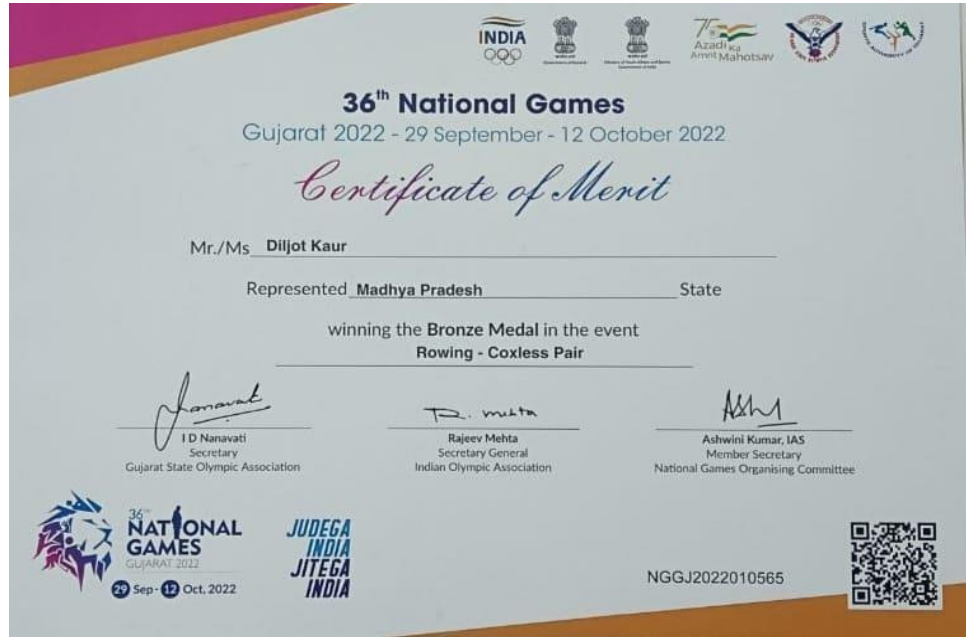 INDIA
75
Azadi Ka
Amrit Mahotsav
36th National Games
Gujarat 2022 - 29 September - 12 October 2022
Certificate of Merit
Mr./Ms Diljot Kaur
Represented Madhya Pradesh State
winning the Bronze Medal in the event
Rowing - Coxless Pair
I D Nanavati
Secretary
Gujarat State Olympic Association
R. Mehta
Rajeev Mehta
Secretary General
Indian Olympic Association
Ashwini Kumar, IAS
Member Secretary
National Games Organising Committee
36TH
NATIONAL
GAMES
GUJARAT 2022
29 Sep - 12 Oct, 2022
JUDEGA
INDIA
JITEGA
INDIA
NGGJ2022010565